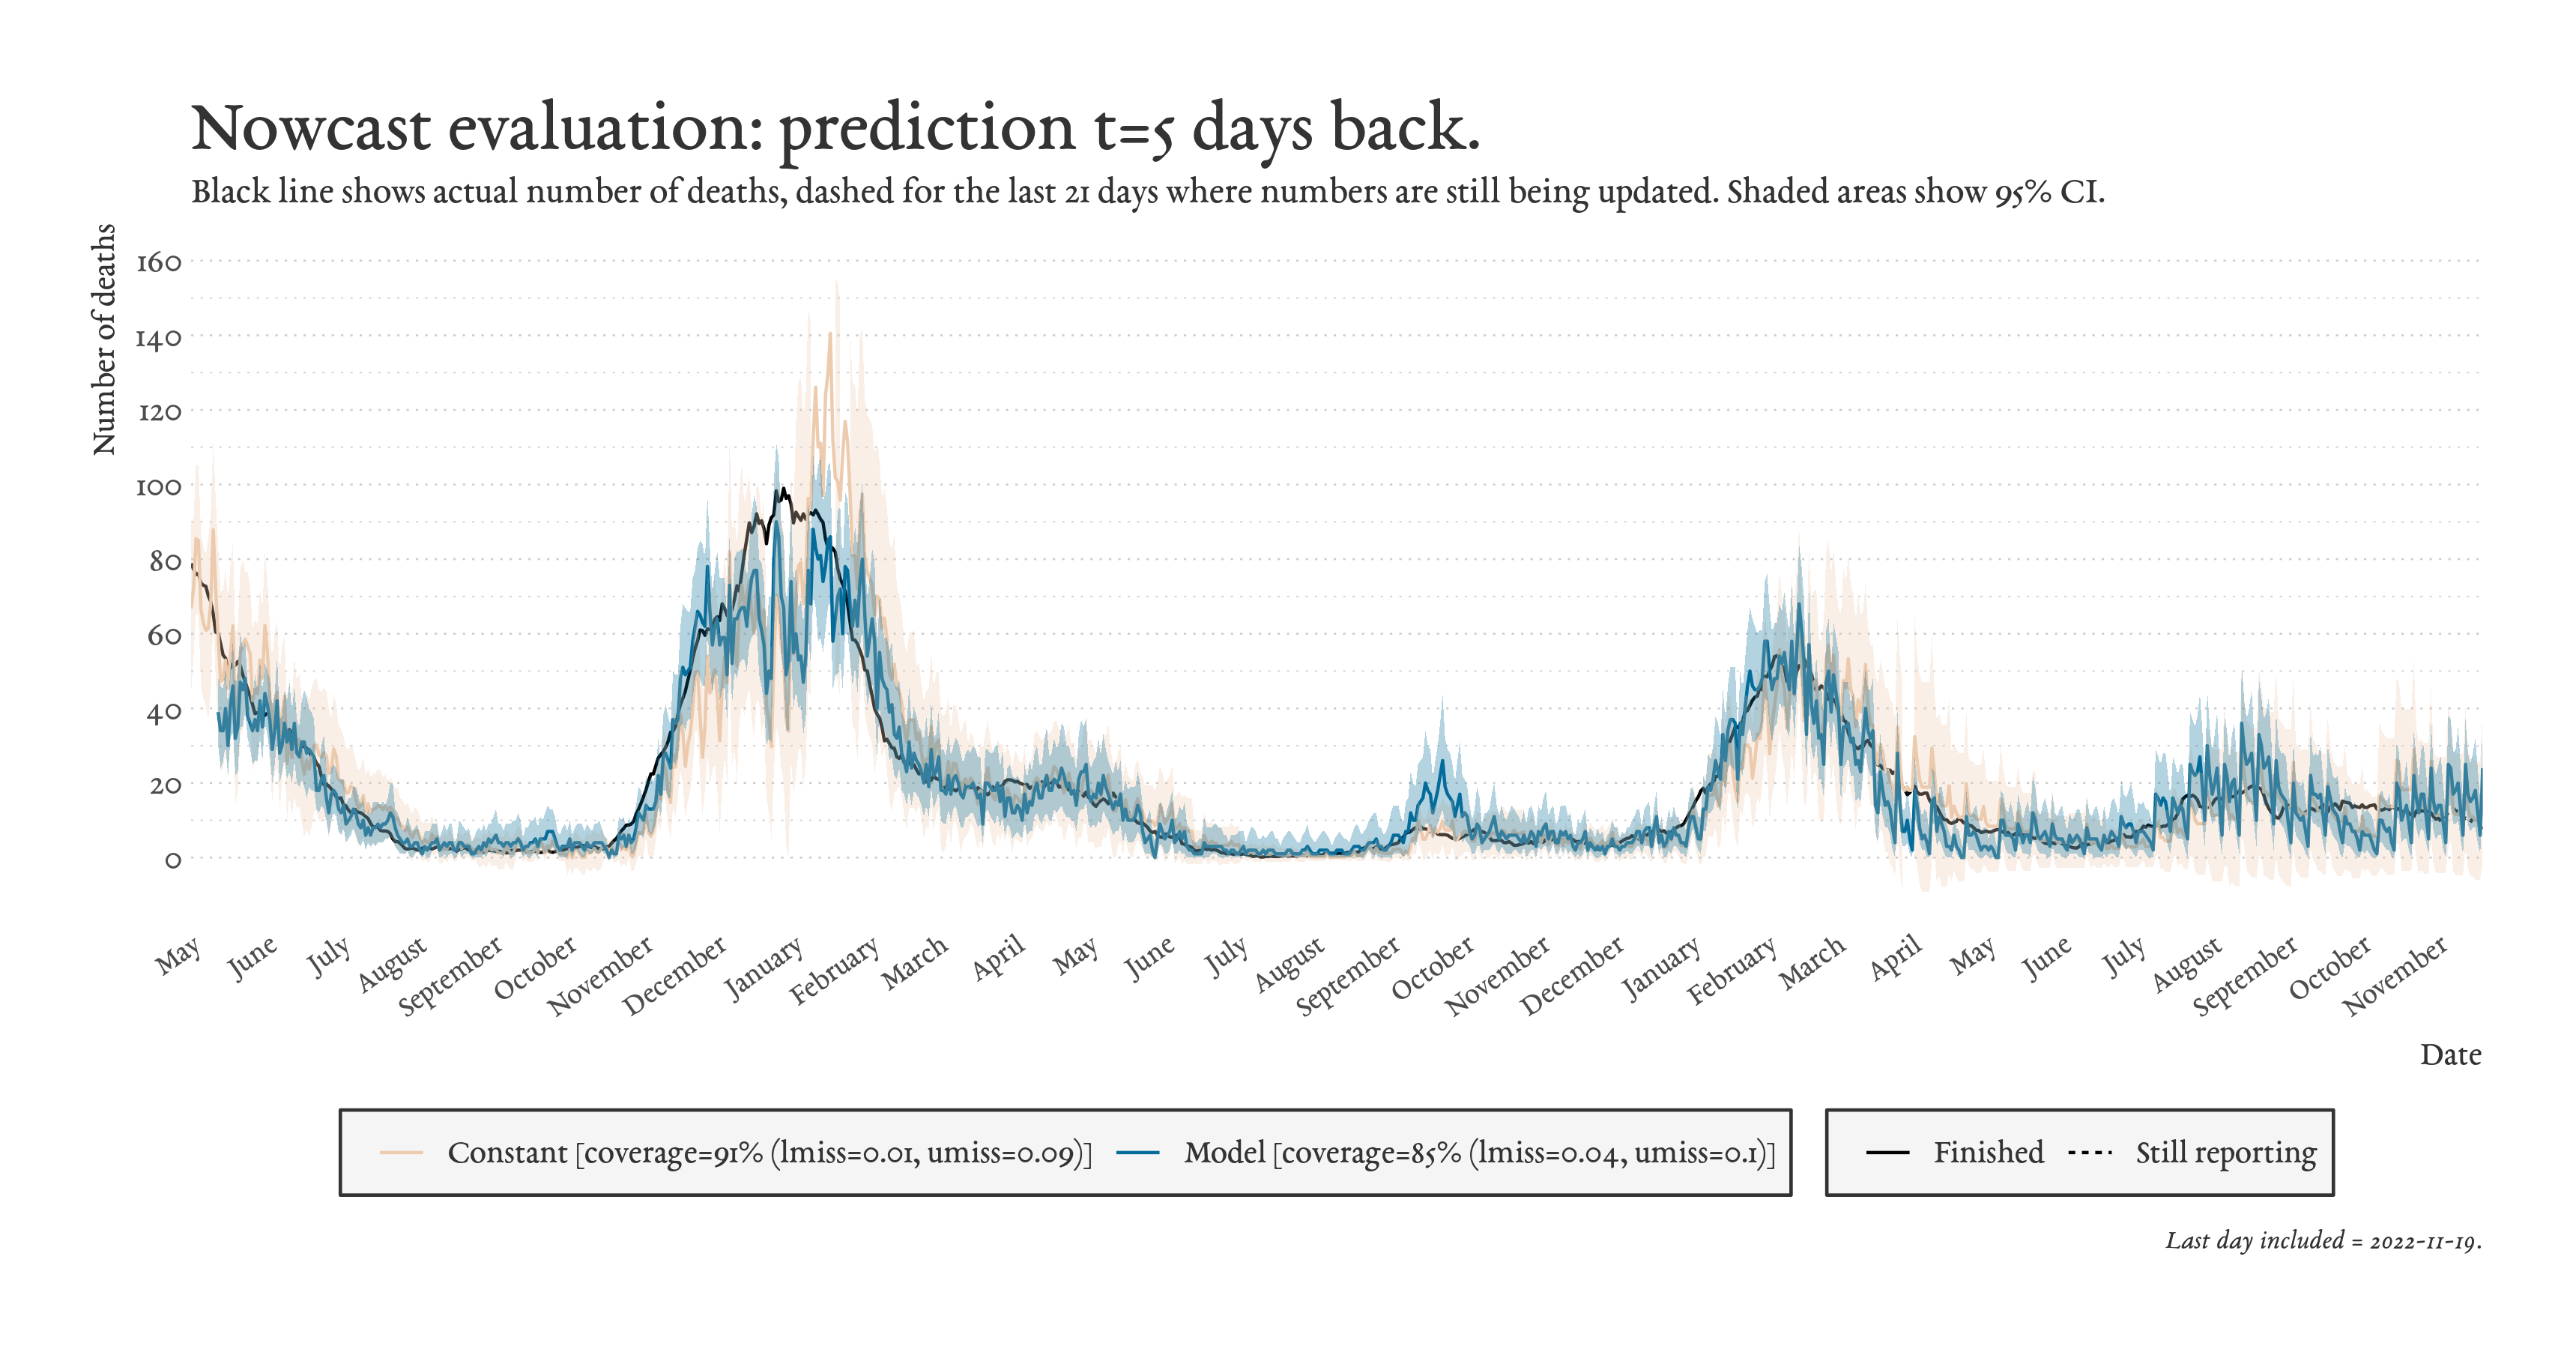 Nowcast evaluation: prediction t=5 days back.
Black line shows actual number of deaths, dashed for the last 21 days where numbers are still being updated. Shaded areas show 95% CI.
Number of deaths
160
140
120
100
80
60
40
20
0
May June July August September October November December January February March April May June July August September October November December January February March April May June July August September October November
Date
Constant [coverage=91% (lmiss=0.01, umiss=0.09)] Model [coverage=85% (lmiss=0.04, umiss=0.1)] Finished Still reporting
Last day included = 2022-11-19.